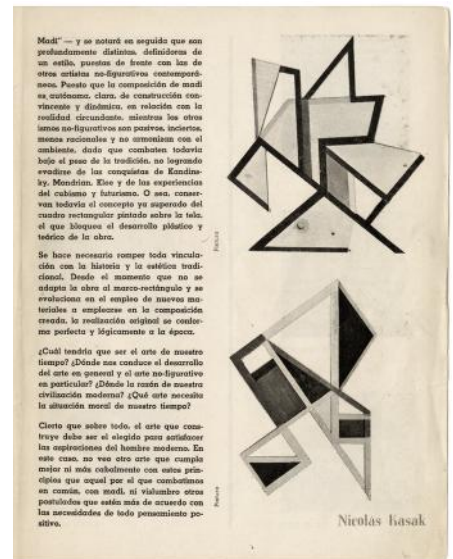 Madí" — y se notará en seguida que son
profundamente distintas, definidoras de
un estilo, puestas de frente con las de
otros artistas no-figurativos contemporá-
neos. Puesto que la composición de madí
es autónoma, clara, de construcción con-
vincente y dinámica, en relación con la
realidad circundante, mientras los otros
ismos no-figurativos son pasivos, inciertos,
menos racionales y no armonizan con el
ambiente, dado que combaten todavía
bajo el peso de la tradición, no logrando
evadirse de las conquistas de Kandins-
ky, Mondrian, Klee y de las experiencias
del cubismo y futurismo. O sea, conser-
van todavía el concepto ya superado del
cuadro rectangular pintado sobre la tela,
el que bloquea el desarrollo plástico y
teórico de la obra.
Se hace necesario romper toda vincula-
ción con la historia y la estética tradi-
cional. Desde el momento que no se
adapta la obra al marco-rectángulo y se
evoluciona en el empleo de nuevos ma-
teriales a emplearse en la composición
creada, la realización original se confor-
ma perfecta y lógicamente a la época.
¿Cuál tendría que ser el arte de nuestro
tiempo? ¿Dónde nos conduce el desarrollo
del arte en general y el arte no-figurativo
en particular? ¿Dónde la razón de nuestra
civilización moderna? ¿Qué arte necesita
la situación moral de nuestro tiempo?
Cierto que sobre todo, el arte que cons-
truye debe ser el elegido para satisfacer
las aspiraciones del hombre moderno. En
este caso, no veo otro arte que cumpla
mejor ni más cabalmente con estos prin-
cipios que aquel por el que combatimos
en común, con madí, ni vislumbro otros
postulados que estén más de acuerdo con
las necesidades de todo pensamiento po-
sitivo.
Pintura
Pintura
Nicolas Kasak